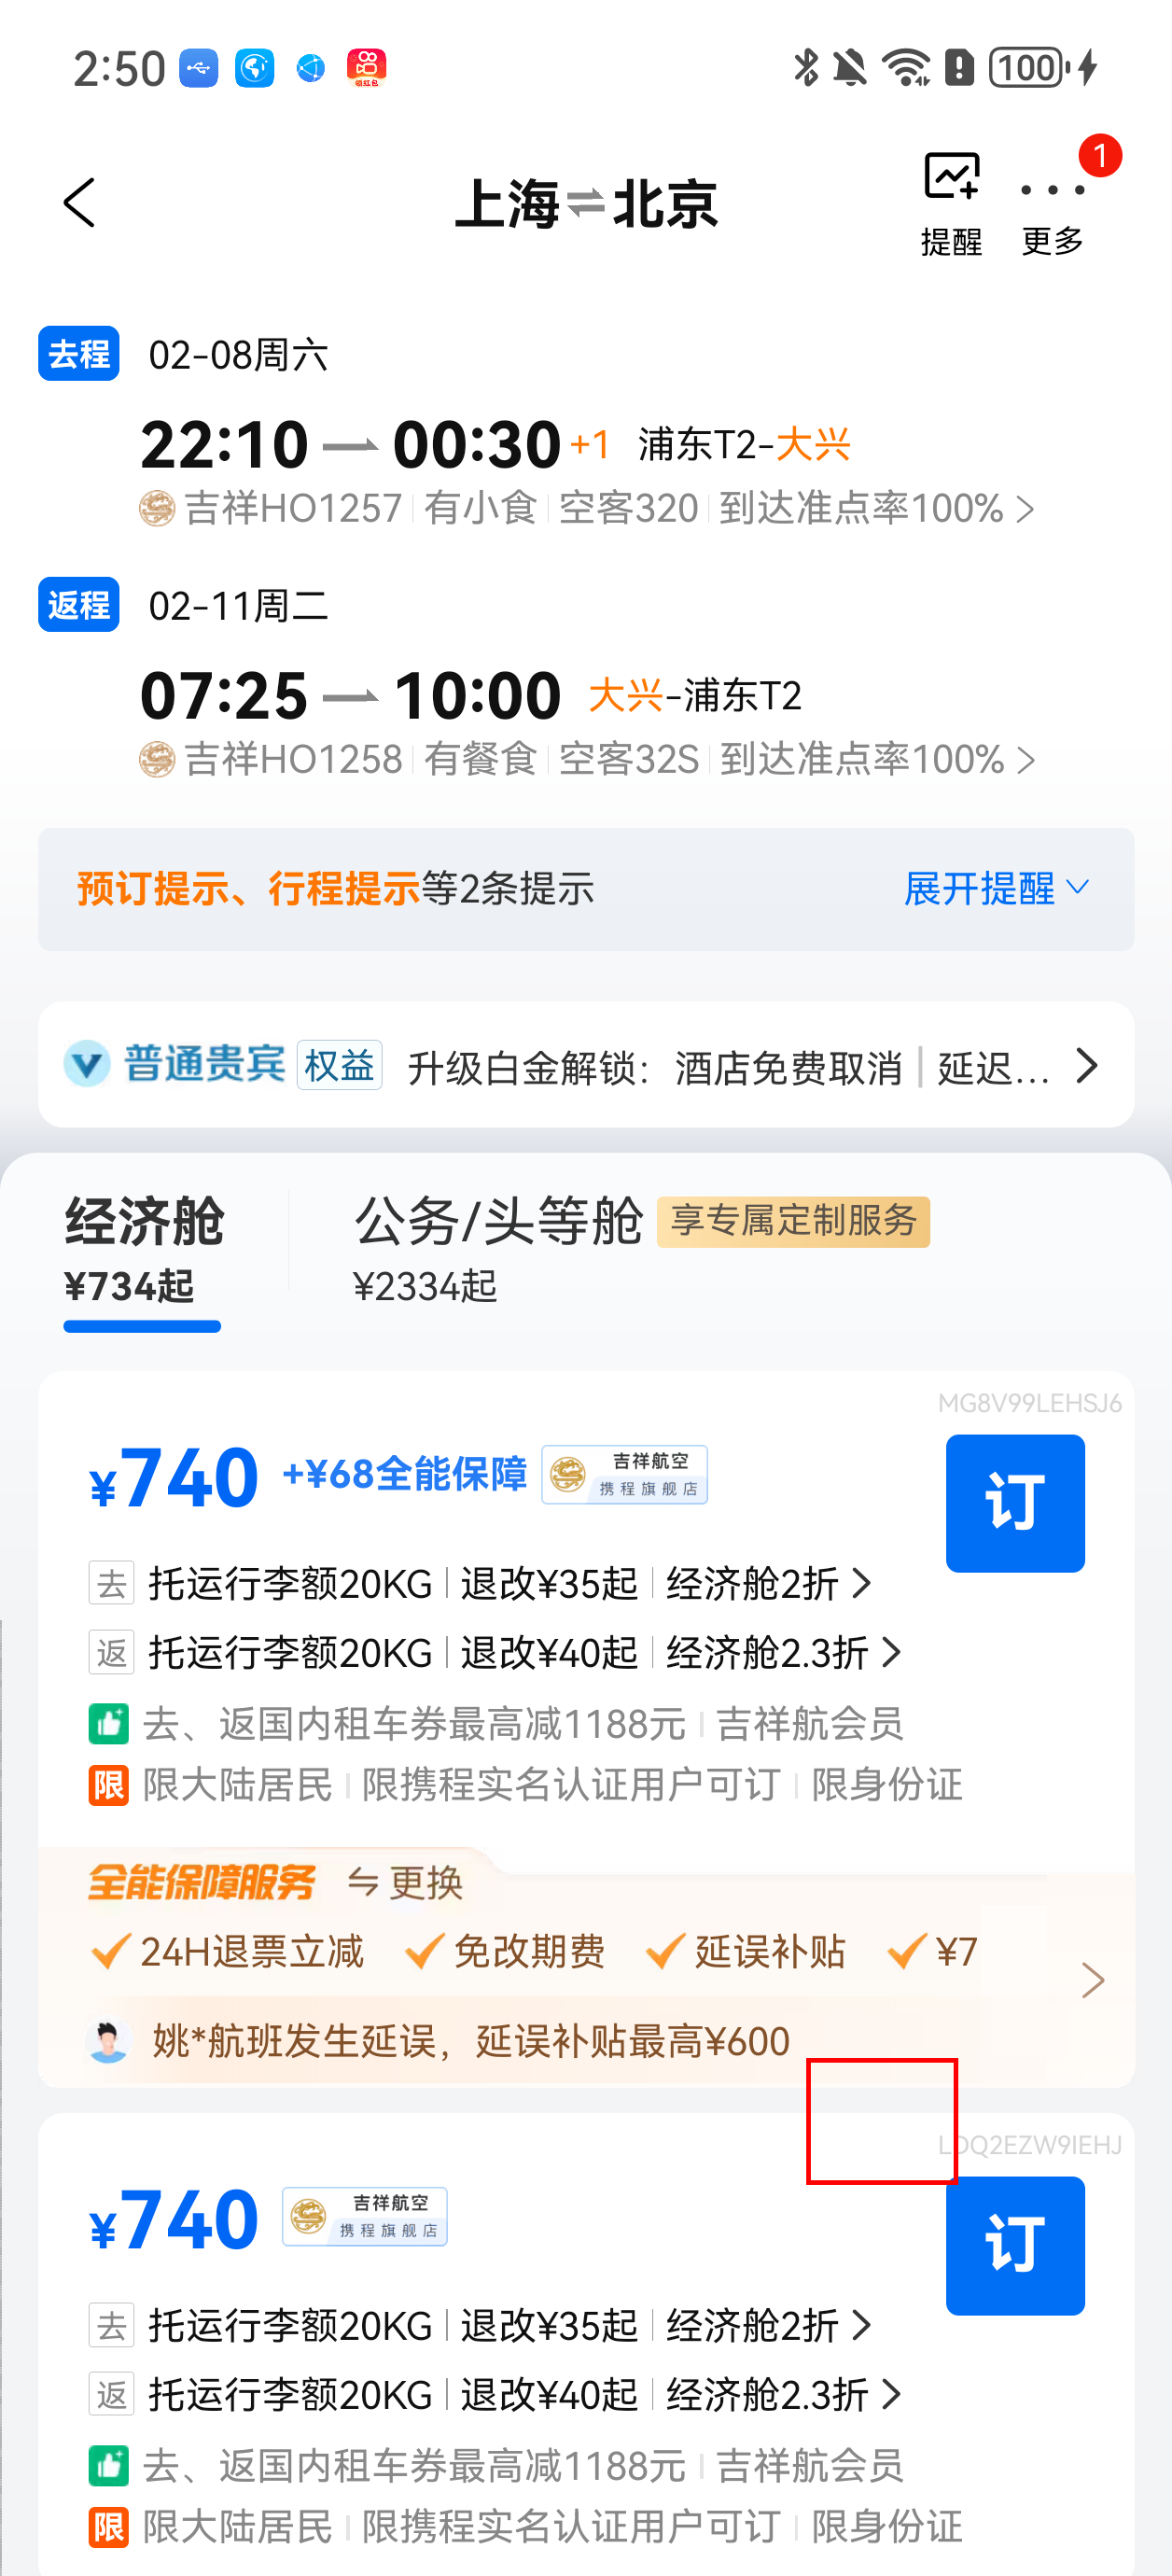 2:50 领红包 100
上海⇌北京
1
提醒 更多
去程 02-08周六
22:10 00:30+1 浦东T2-大兴
吉祥HO1257 有小食 空客320 到达准点率100%
返程 02-11周二
07:25 10:00 大兴-浦东T2
吉祥HO1258 有餐食 空客32S 到达准点率100%
预订提示、行程提示等2条提示 展开提醒
普通贵宾 权益 升级白金解锁：酒店免费取消 | 延迟...
经济舱 公务/头等舱 享专属定制服务
¥734起 ¥2334起
MG8V99LEHSJ6
¥740 +¥68全能保障 吉祥航空 携程旗舰店 订
去 托运行李额20KG 退改¥35起 经济舱2折
返 托运行李额20KG 退改¥40起 经济舱2.3折
去、返国内租车券最高减1188元 吉祥航会员
限 限大陆居民 限携程实名认证用户可订 限身份证
全能保障服务 更换
24H退票立减 免改期费 延误补贴 ¥7
姚*航班发生延误，延误补贴最高¥600
LDQ2EZW9IEHJ
¥740 吉祥航空 携程旗舰店 订
去 托运行李额20KG 退改¥35起 经济舱2折
返 托运行李额20KG 退改¥40起 经济舱2.3折
去、返国内租车券最高减1188元 吉祥航会员
限 限大陆居民 限携程实名认证用户可订 限身份证